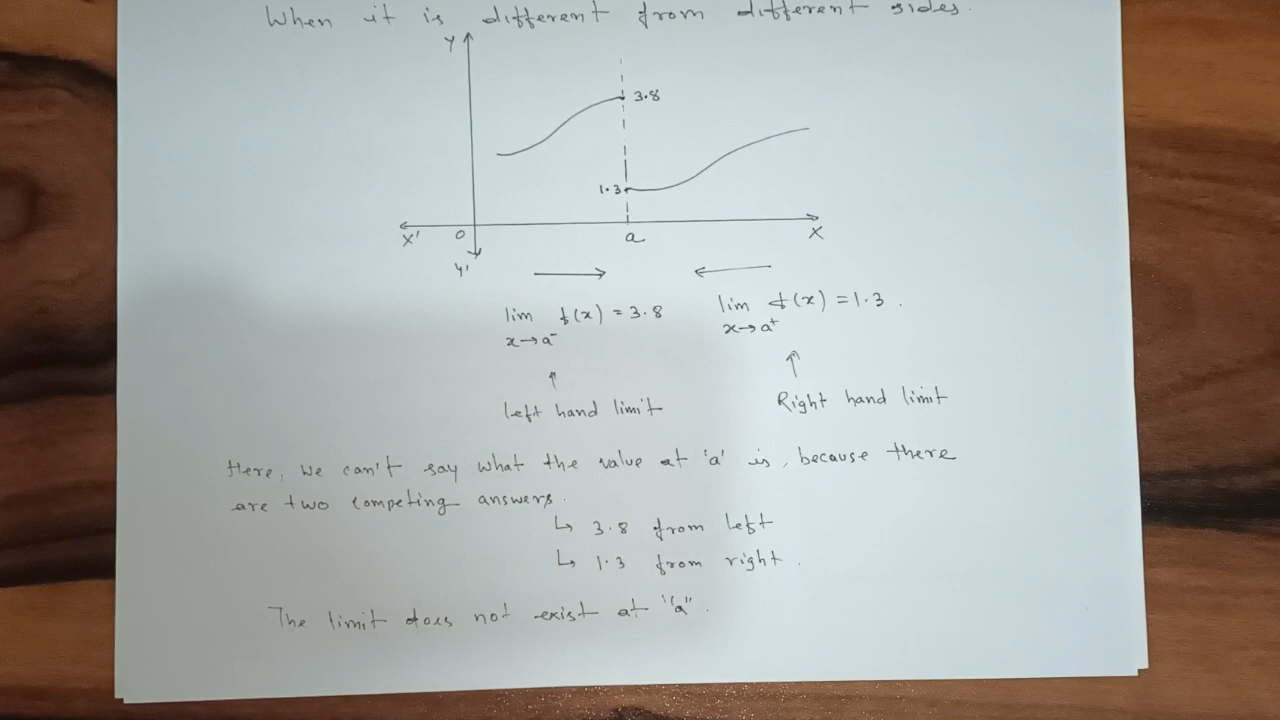 When it is different from different sides.
Y
3.8
1.3
X' O a X
Y'
lim f(x) = 3.8 lim f(x) = 1.3 .
x→a⁻ x→a⁺
↑ ↑
left hand limit Right hand limit
Here, we can't say what the value at 'a' is, because there
are two competing answers.
↳ 3.8 from left
↳ 1.3 from right .
The limit does not exist at "a".